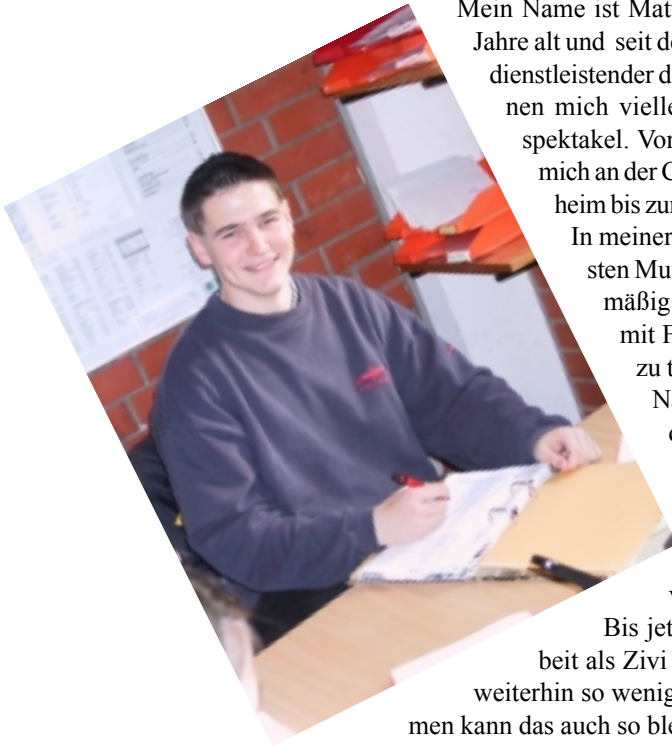 Mein Name ist Mat
Jahre alt und seit d
dienstleistender d
nen mich vielle
spektakel. Vor
mich an der
heim bis zu
In meiner
sten Mu
mäßig
mit
zu
N
Bis jet
beit als Zivi
weiterhin so wenig
men kann das auch so ble